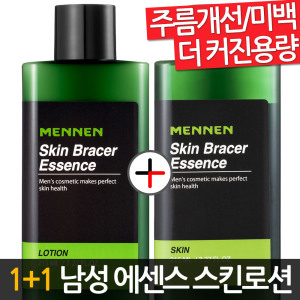 주름개선/미백
더 커진용량
MENNEN
Skin Bracer
Essence
Men's cosmetic makes perfect
skin health
LOTION
MENNEN
Skin Bracer
Essence
Men's cosmetic makes perfect
skin health
SKIN
1+1 남성 에센스 스킨로션